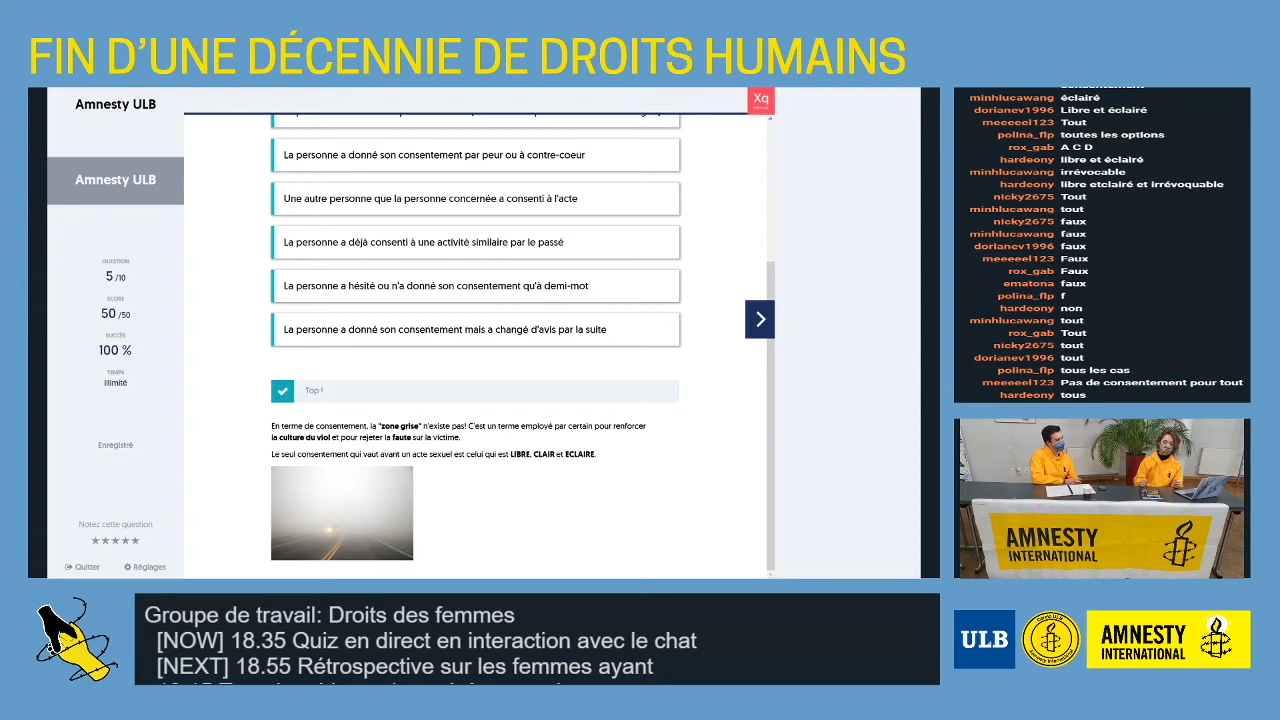 FIN D'UNE DÉCENNIE DE DROITS HUMAINS
Amnesty ULB
Xq
Amnesty ULB
QUESTION
5 /10
SCORE
50 /50
SUCCÈS
100 %
TEMPS
Illimité
Enregistré
Notez cette question
★★★★★
Quitter
Réglages
La personne a donné son consentement par peur ou à contre-coeur
Une autre personne que la personne concernée a consenti à l'acte
La personne a déjà consenti à une activité similaire par le passé
La personne a hésité ou n'a donné son consentement qu'à demi-mot
La personne a donné son consentement mais a changé d'avis par la suite
Top !
En terme de consentement, la "zone grise" n'existe pas! C'est un terme employé par certain pour renforcer
la culture du viol et pour rejeter la faute sur la victime.
Le seul consentement qui vaut avant un acte sexuel est celui qui est LIBRE, CLAIR et ECLAIRE.
minhlucawang éclairé
dorianev1996 Libre et éclairé
meeeeel123 Tout
polina_flp toutes les options
rox_gab A C D
hardeony libre et éclairé
minhlucawang irrévocable
hardeony libre etclairé et irrévoquable
nicky2675 Tout
minhlucawang tout
nicky2675 faux
minhlucawang faux
dorianev1996 faux
meeeeel123 Faux
rox_gab Faux
ematona faux
polina_flp f
hardeony non
minhlucawang tout
rox_gab Tout
nicky2675 tout
dorianev1996 tout
polina_flp tous les cas
meeeeel123 Pas de consentement pour tout
hardeony tous
AMNESTY
INTERNATIONAL
Groupe de travail: Droits des femmes
[NOW] 18.35 Quiz en direct en interaction avec le chat
[NEXT] 18.55 Rétrospective sur les femmes ayant
ULB
AMNESTY
INTERNATIONAL